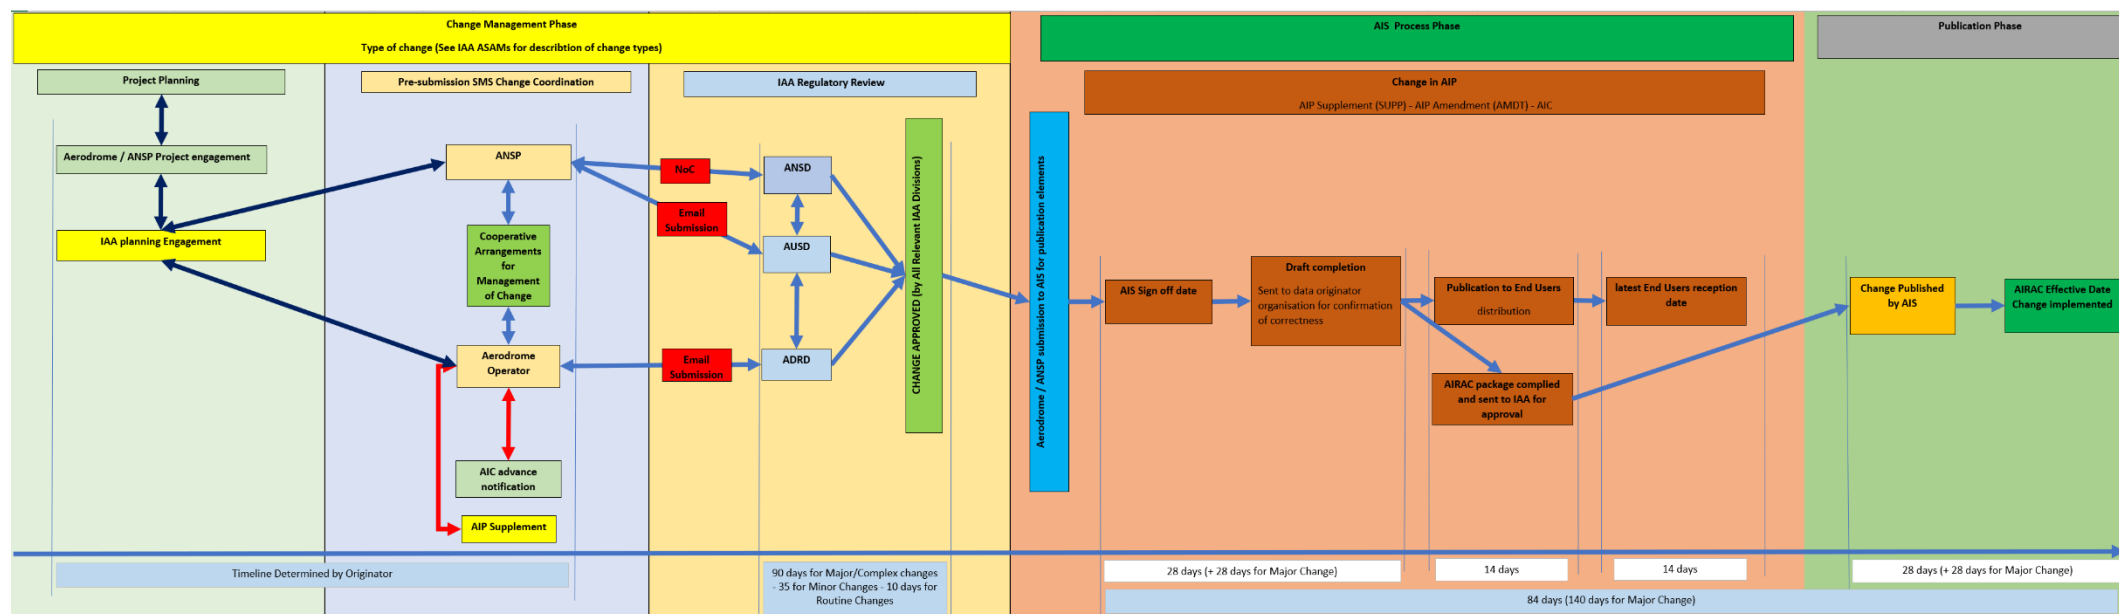 Change Management Phase
Type of change (See IAA ASAMs for describtion of change types)
AIS Process Phase
Publication Phase
Project Planning
Pre-submission SMS Change Coordination
IAA Regulatory Review
Change in AIP
AIP Supplement (SUPP) - AIP Amendment (AMDT) - AIC
Aerodrome / ANSP Project engagement
IAA planning Engagement
ANSP
Cooperative
Arrangements
for
Management
of Change
Aerodrome
Operator
AIC advance
notification
AIP Supplement
NoC
Email
Submission
Email
Submission
ANSD
AUSD
ADRD
CHANGE APPROVED (by All Relevant IAA Divisions)
Aerodrome / ANSP submission to AIS for publication elements
AIS Sign off date
Draft completion
Sent to data originator
organisation for confirmation
of correctness
Publication to End Users
distribution
latest End Users reception
date
AIRAC package complied
and sent to IAA for
approval
Change Published
by AIS
AIRAC Effective Date
Change implemented
Timeline Determined by Originator
90 days for Major/Complex changes
- 35 for Minor Changes - 10 days for
Routine Changes
28 days (+ 28 days for Major Change)
14 days
14 days
28 days (+ 28 days for Major Change)
84 days (140 days for Major Change)